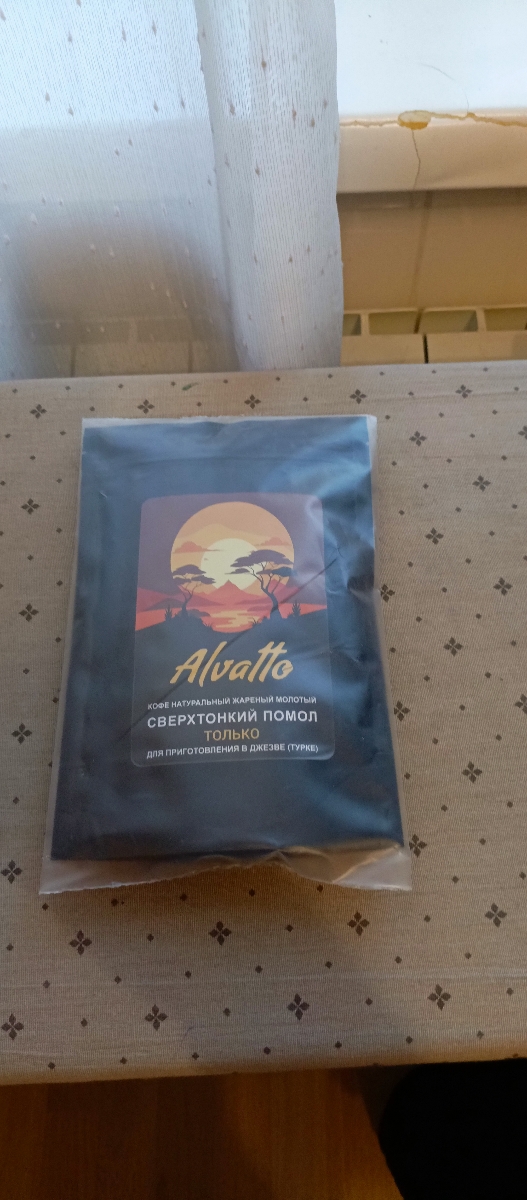 Alvatto
КОФЕ НАТУРАЛЬНЫЙ ЖАРЕНЫЙ МОЛОТЫЙ
СВЕРХТОНКИЙ ПОМОЛ
ТОЛЬКО
ДЛЯ ПРИГОТОВЛЕНИЯ В ДЖЕЗВЕ (ТУРКЕ)